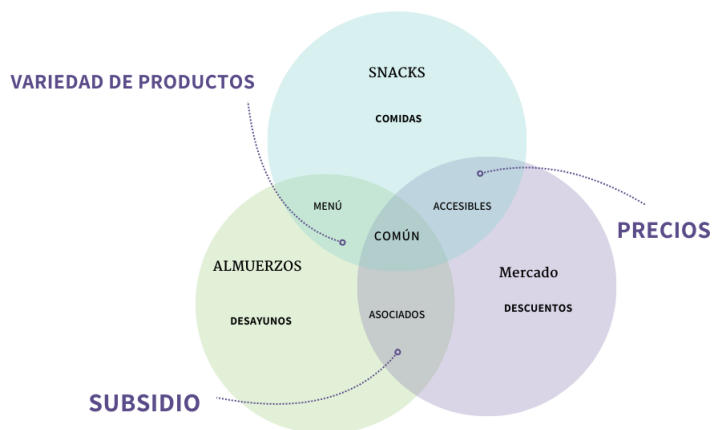 SNACKS
VARIEDAD DE PRODUCTOS
COMIDAS
MENÚ
ACCESIBLES
PRECIOS
COMÚN
ALMUERZOS
Mercado
DESCUENTOS
ASOCIADOS
DESAYUNOS
SUBSIDIO